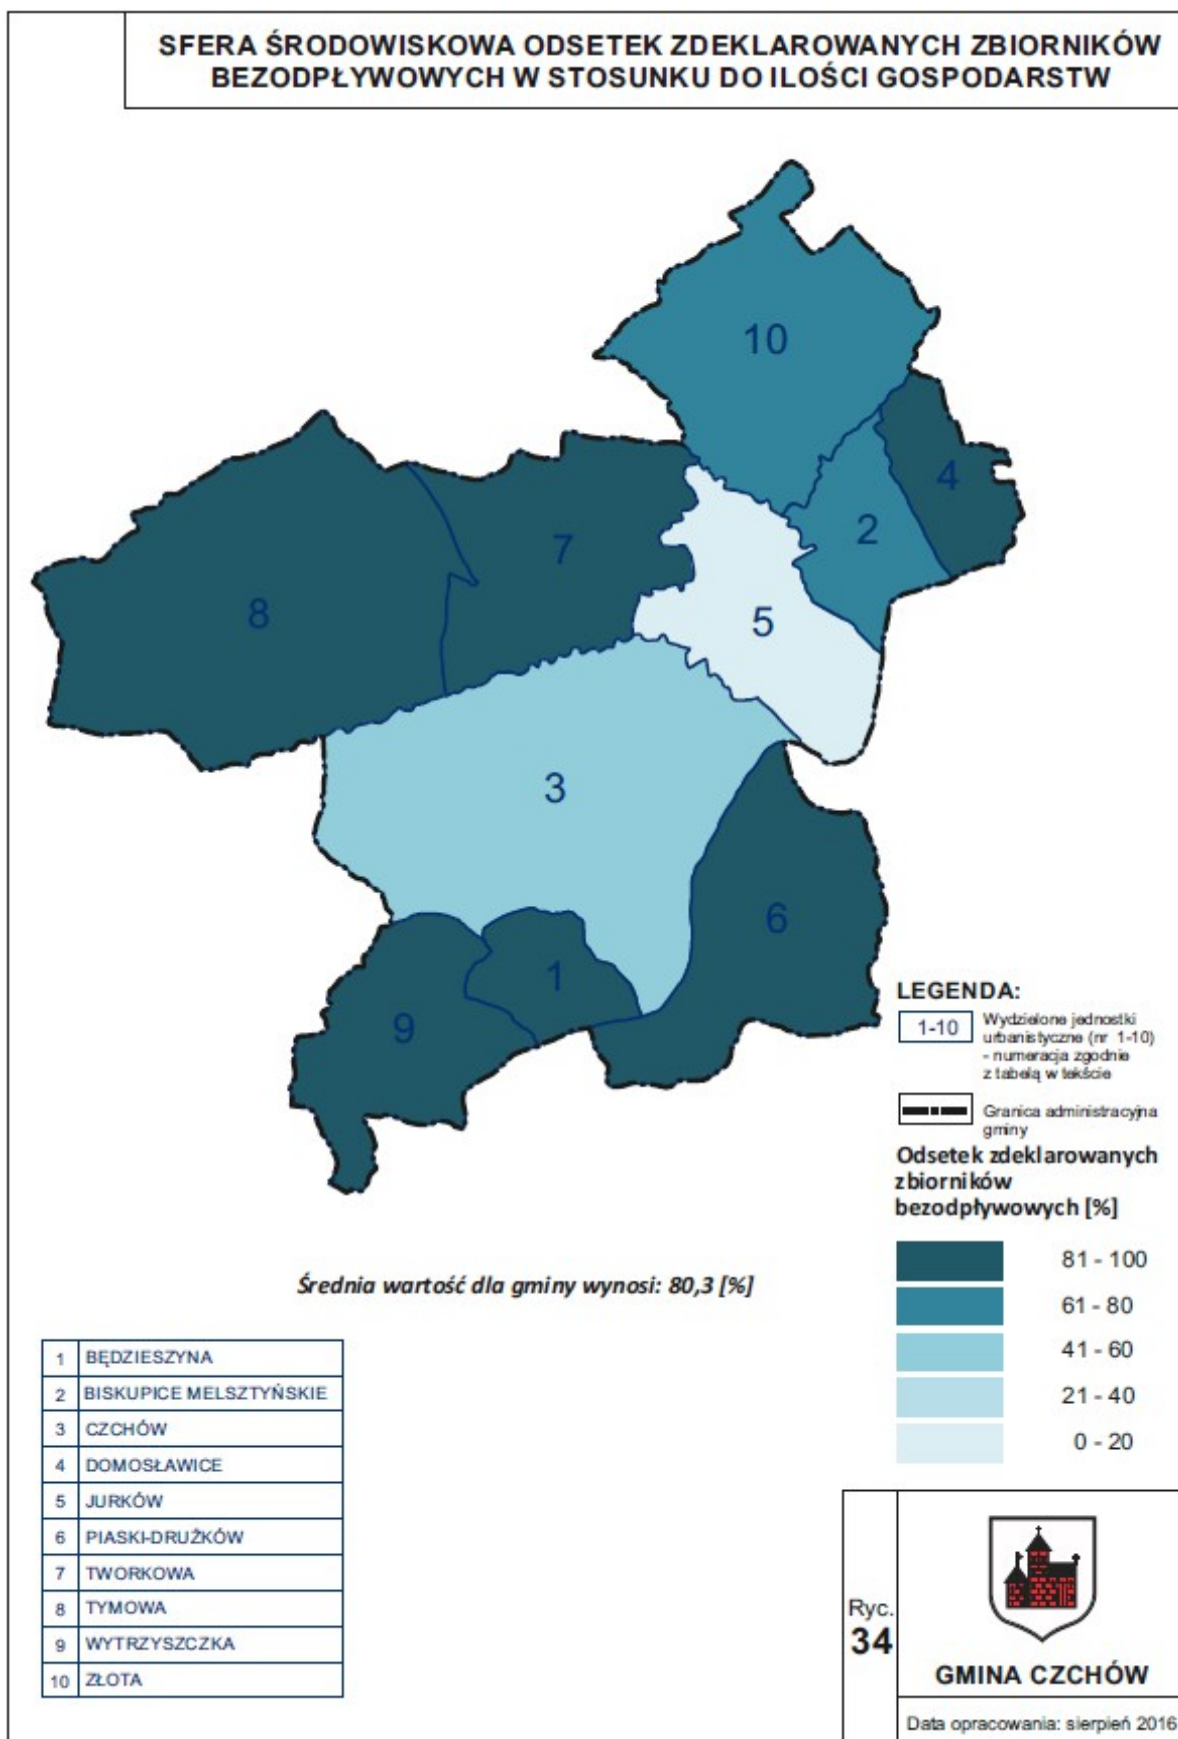 SFERA ŚRODOWISKOWA ODSETEK ZDEKLAROWANYCH ZBIORNIKÓW
BEZODPŁYWOWYCH W STOSUNKU DO ILOŚCI GOSPODARSTW
10
4
2
7
8
5
3
6
1
9
LEGENDA:
1-10
Wydzielone jednostki
urbanistyczne (nr 1-10)
- numeracja zgodnie
z tabelą w tekście
Granica administracyjna
gminy
Odsetek zdeklarowanych
zbiorników
bezodpływowych [%]
81 - 100
61 - 80
41 - 60
21 - 40
0 - 20
Średnia wartość dla gminy wynosi: 80,3 [%]
1 BĘDZIESZYNA
2 BISKUPICE MELSZTYŃSKIE
3 CZCHÓW
4 DOMOSŁAWICE
5 JURKÓW
6 PIASKI-DRUŻKÓW
7 TWORKOWA
8 TYMOWA
9 WYTRZYSZCZKA
10 ZŁOTA
Ryc.
34
GMINA CZCHÓW
Data opracowania: sierpień 2016